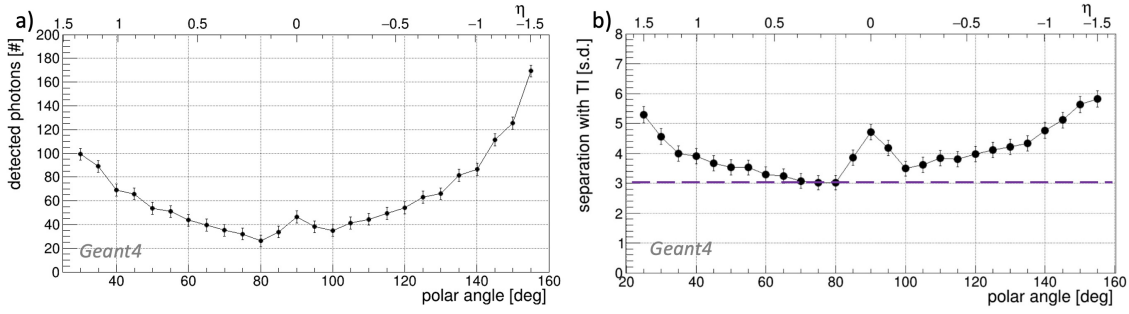 a)
η
1.5 1 0.5 0 −0.5 −1 −1.5
detected photons [#]
200
180
160
140
120
100
80
60
40
20
0
Geant4
40 60 80 100 120 140 160
polar angle [deg]
b)
η
1.5 1 0.5 0 −0.5 −1 −1.5
separation with TI [s.d.]
8
7
6
5
4
3
2
1
0
Geant4
20 40 60 80 100 120 140 160
polar angle [deg]